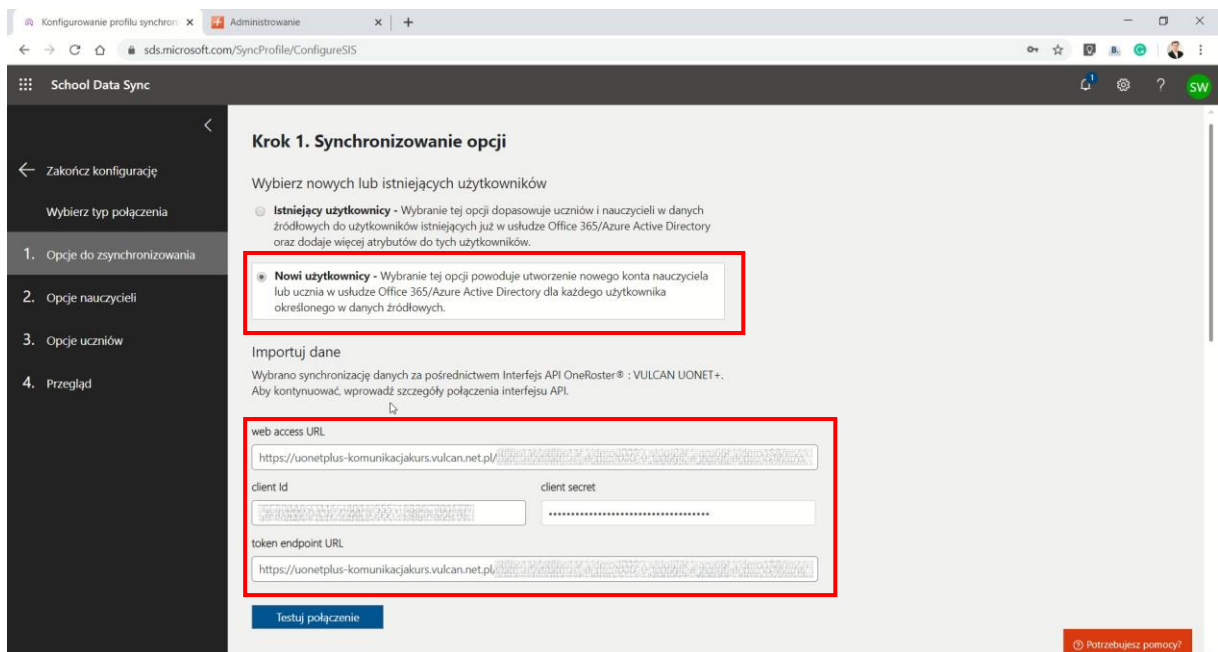 Konfigurowanie profilu synchron
Administrowanie
sds.microsoft.com/SyncProfile/ConfigureSIS
School Data Sync
1
?
SW
Zakończ konfigurację
Wybierz typ połączenia
1. Opcje do zsynchronizowania
2. Opcje nauczycieli
3. Opcje uczniów
4. Przegląd
Krok 1. Synchronizowanie opcji
Wybierz nowych lub istniejących użytkowników
Istniejący użytkownicy - Wybranie tej opcji dopasowuje uczniów i nauczycieli w danych
źródłowych do użytkowników istniejących już w usłudze Office 365/Azure Active Directory
oraz dodaje więcej atrybutów do tych użytkowników.
Nowi użytkownicy - Wybranie tej opcji powoduje utworzenie nowego konta nauczyciela
lub ucznia w usłudze Office 365/Azure Active Directory dla każdego użytkownika
określonego w danych źródłowych.
Importuj dane
Wybrano synchronizację danych za pośrednictwem Interfejs API OneRoster® : VULCAN UONET+.
Aby kontynuować, wprowadź szczegóły połączenia interfejsu API.
web access URL
https://uonetplus-komunikacjakurs.vulcan.net.pl/
client Id
client secret
token endpoint URL
https://uonetplus-komunikacjakurs.vulcan.net.pl/
Testuj połączenie
Potrzebujesz pomocy?